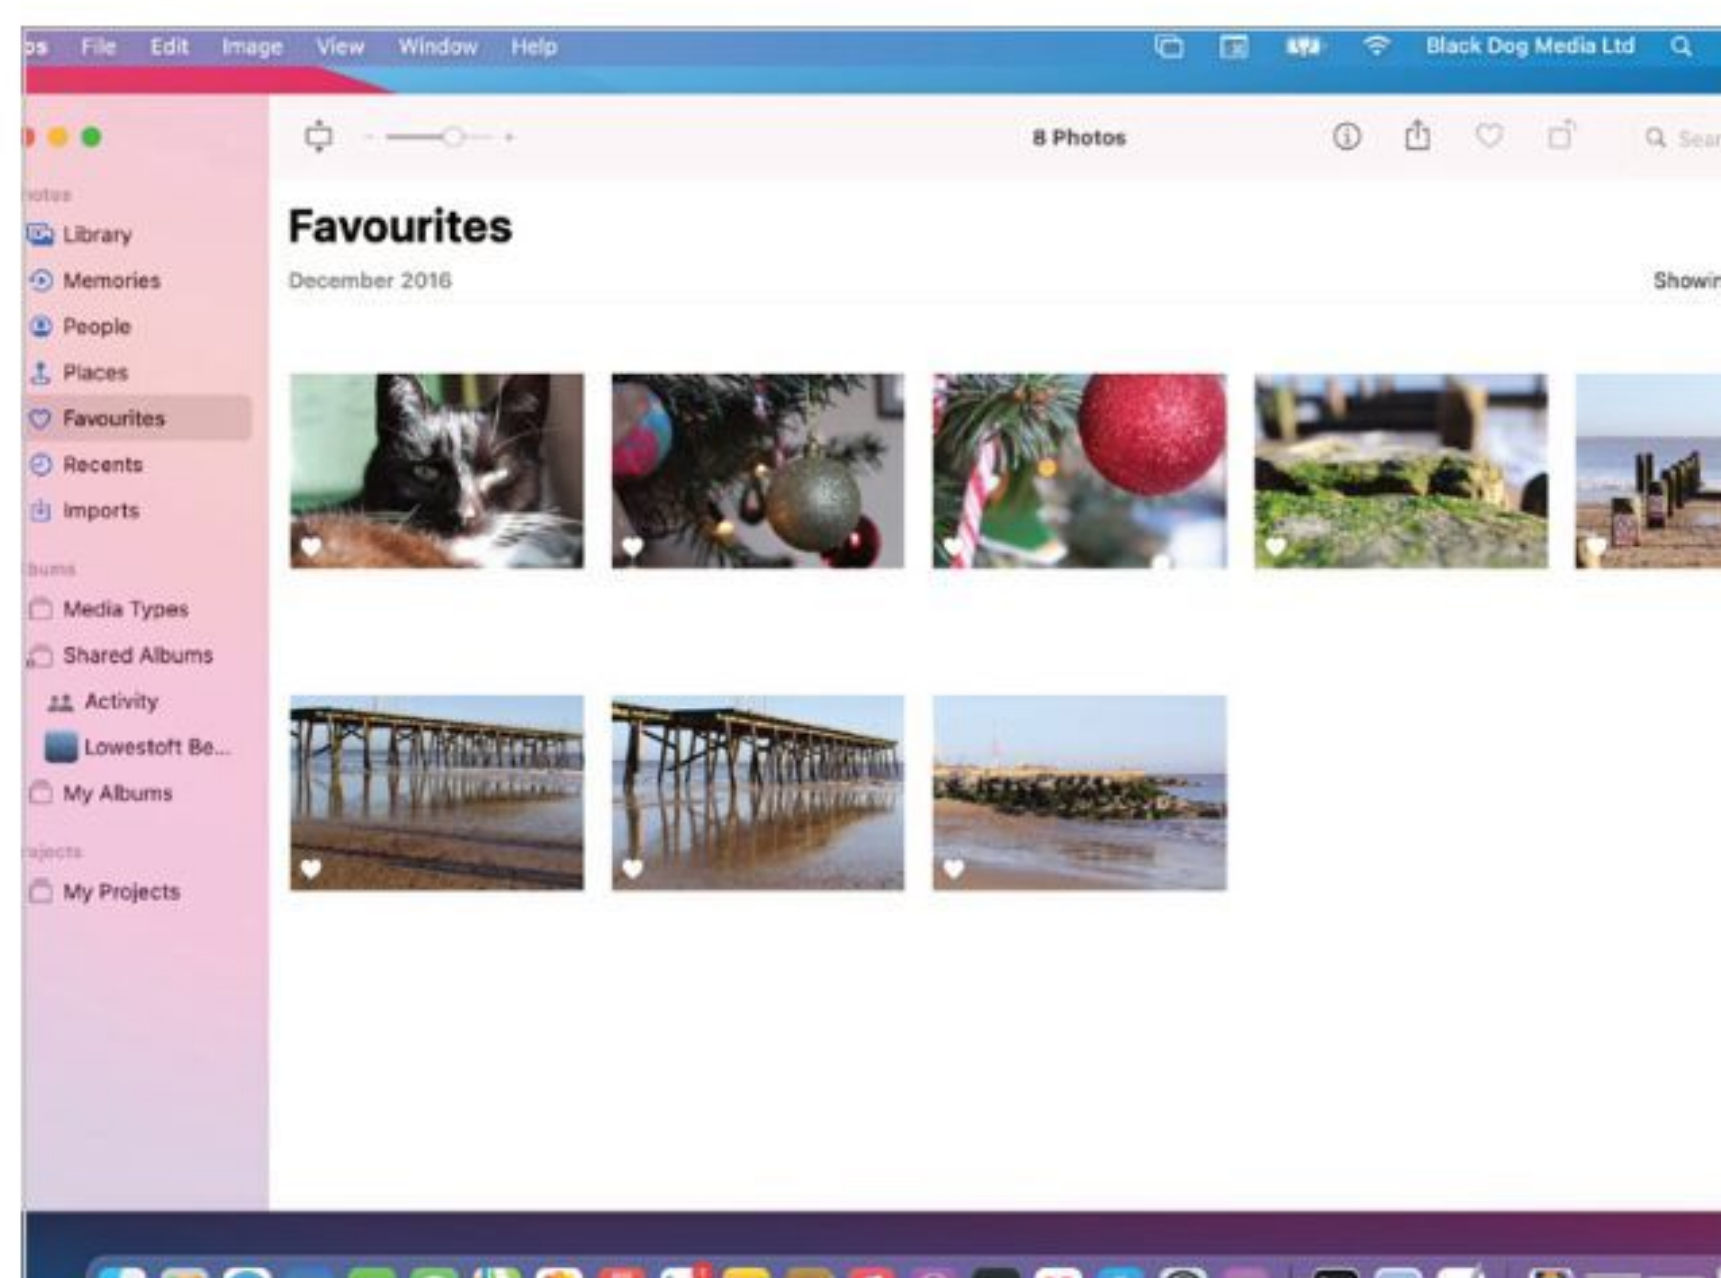 File Edit Image View Window Help Black Dog Media Ltd
8 Photos
Library
Memories
People
Places
Favourites
Recents
Imports
Media Types
Shared Albums
Activity
Lowestoft Be...
My Albums
My Projects
Favourites
December 2016